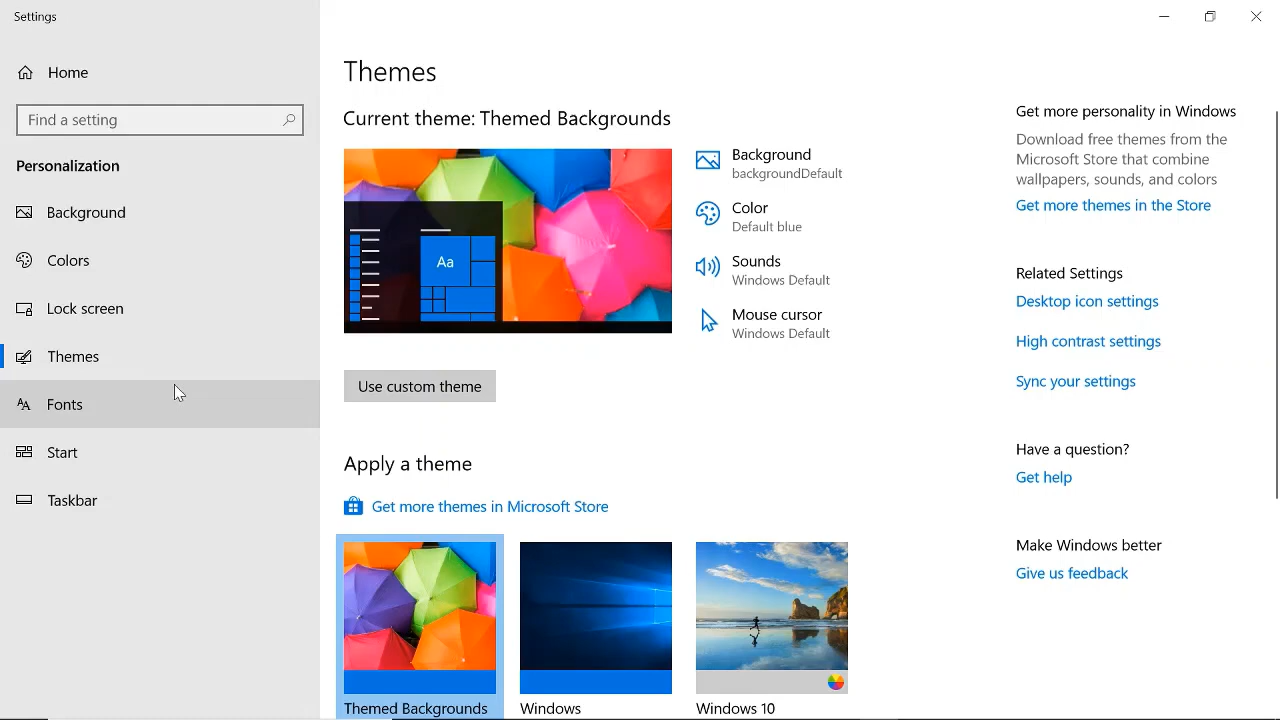 Settings
Home
Find a setting
Personalization
Background
Colors
Lock screen
Themes
Fonts
Start
Taskbar
Themes
Current theme: Themed Backgrounds
Aa
Background
backgroundDefault
Color
Default blue
Sounds
Windows Default
Mouse cursor
Windows Default
Use custom theme
Apply a theme
Get more themes in Microsoft Store
Themed Backgrounds
Windows
Windows 10
Get more personality in Windows
Download free themes from the
Microsoft Store that combine
wallpapers, sounds, and colors
Get more themes in the Store
Related Settings
Desktop icon settings
High contrast settings
Sync your settings
Have a question?
Get help
Make Windows better
Give us feedback